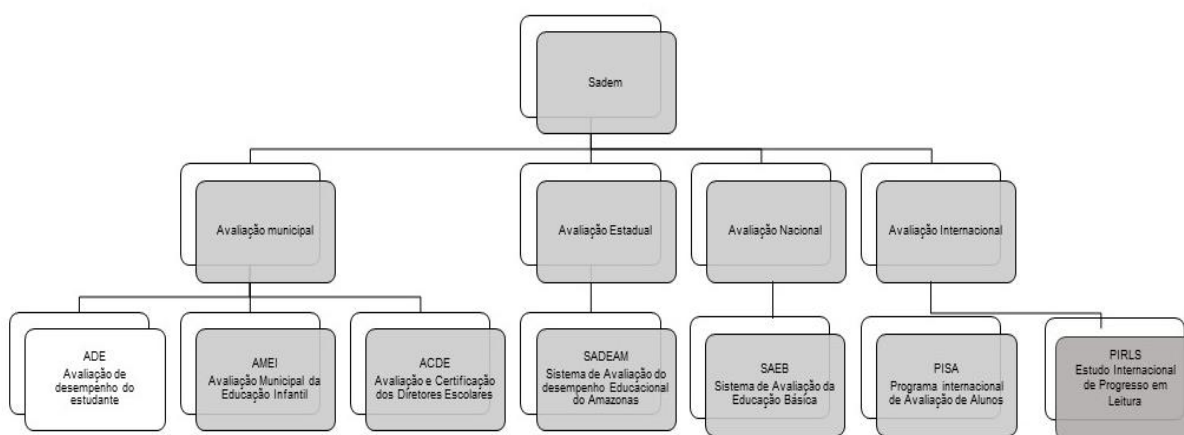 Sadem
Avaliação municipal
Avaliação Estadual
Avaliação Nacional
Avaliação Internacional
ADE
Avaliação de
desempenho do
estudante
AMEI
Avaliação Municipal da
Educação Infantil
ACDE
Avaliação e Certificação
dos Diretores Escolares
SADEAM
Sistema de Avaliação do
desempenho Educacional
do Amazonas
SAEB
Sistema de Avaliação da
Educação Básica
PISA
Programa internacional
de Avaliação de Alunos
PIRLS
Estudo Internacional
de Progresso em
Leitura